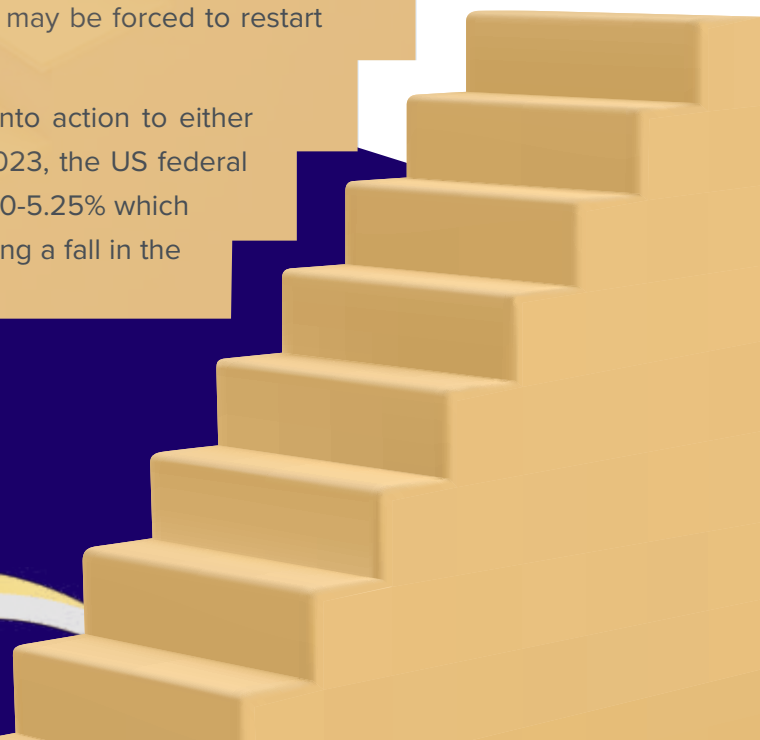 may be forced to restart
nto action to either
023, the US federal
0-5.25% which
ng a fall in the